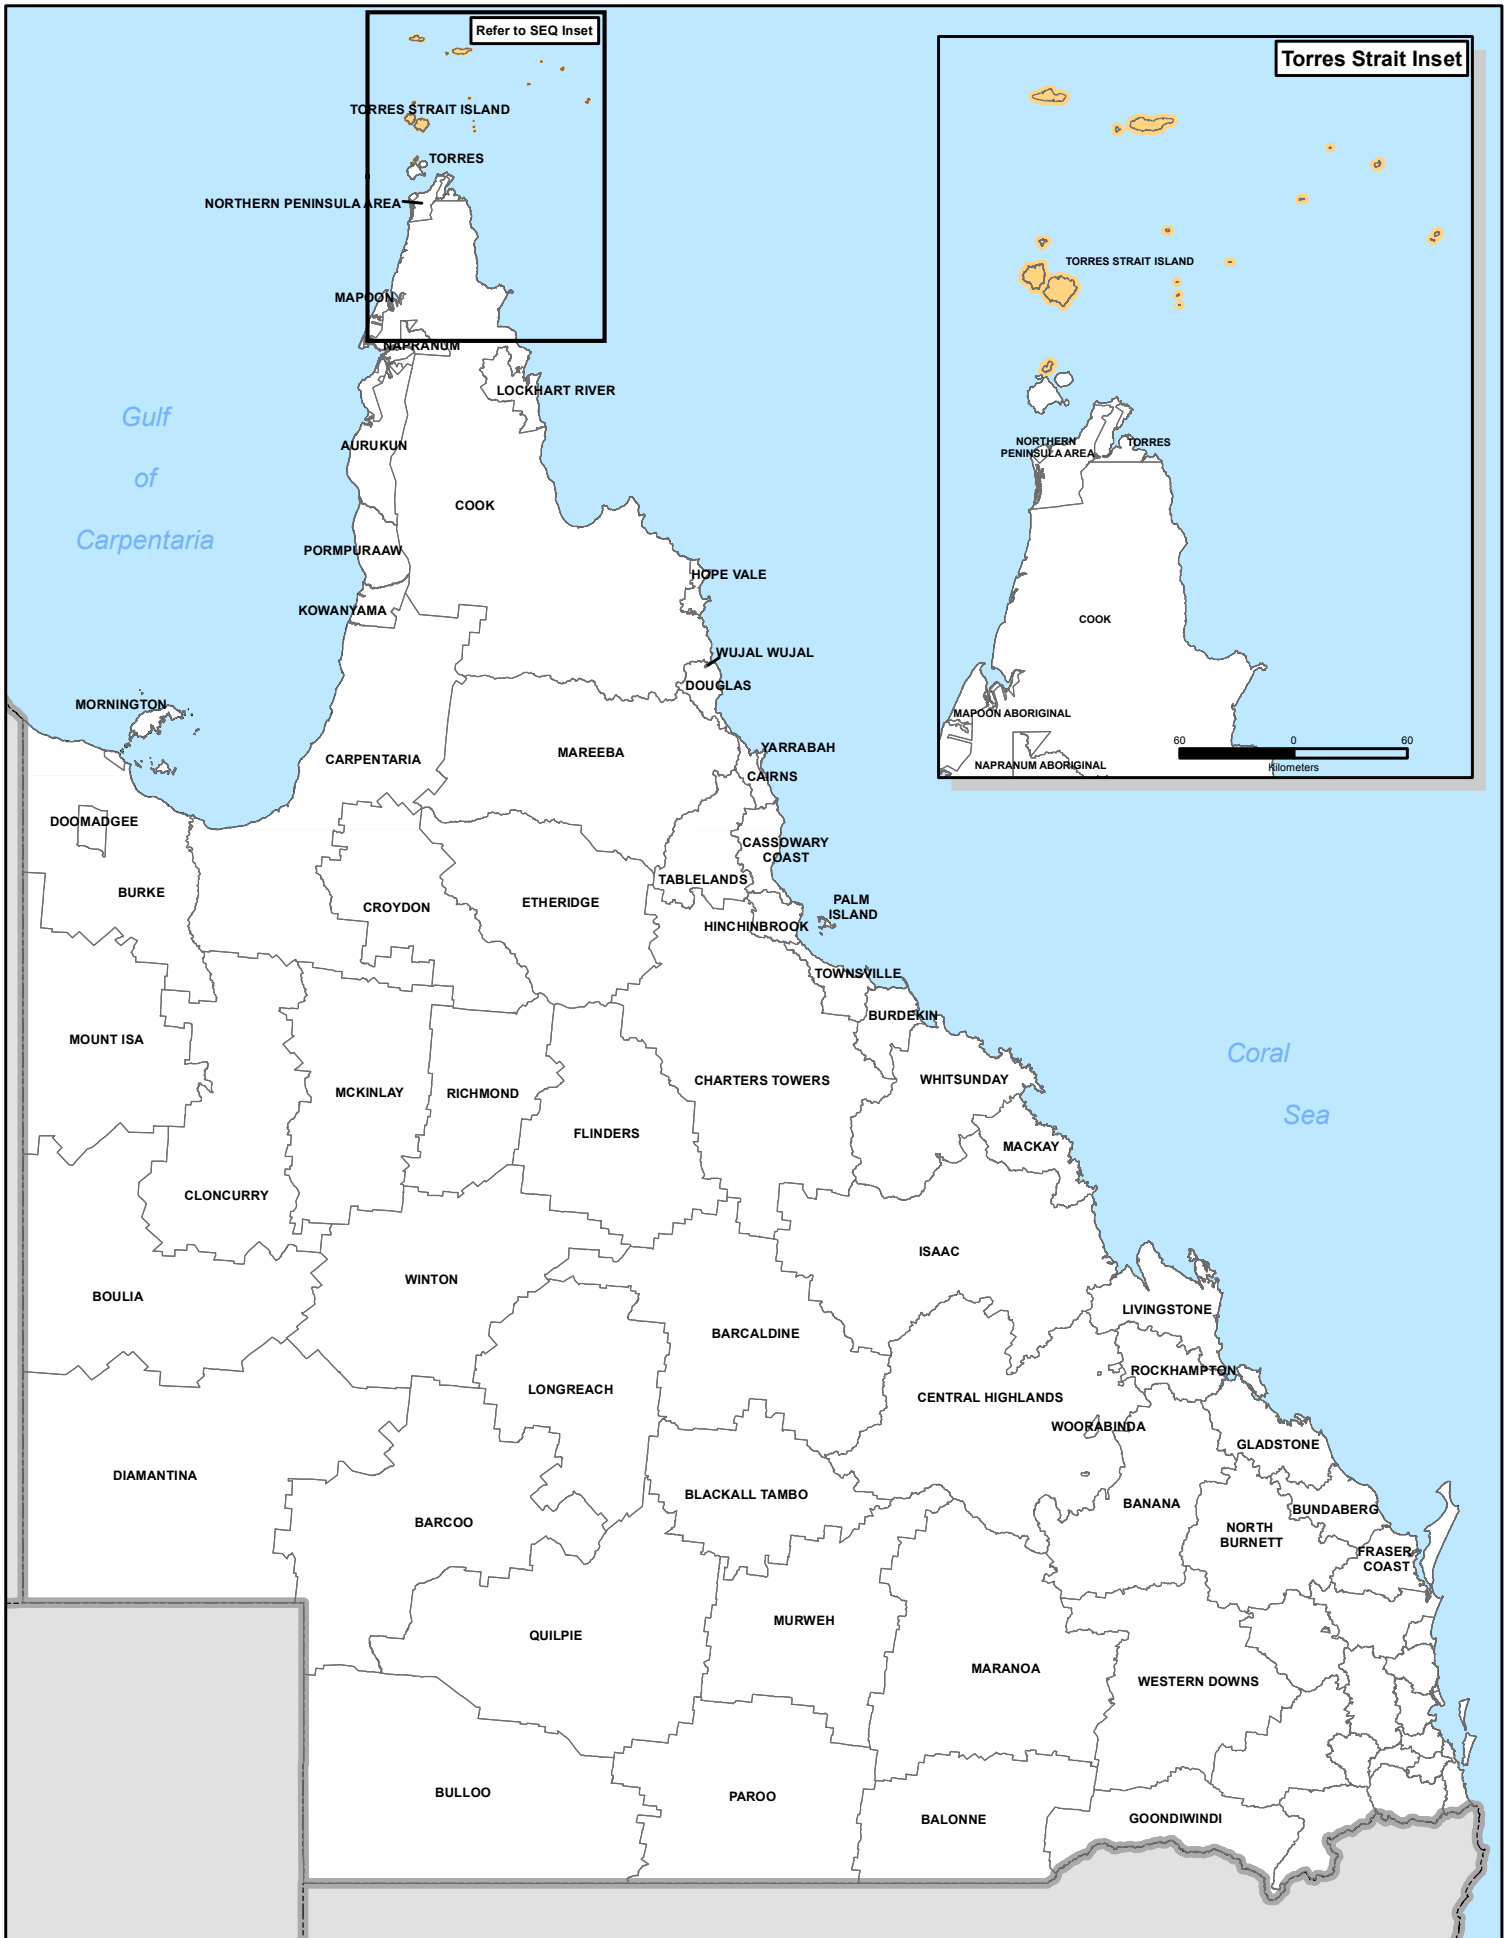 Refer to SEQ Inset
Torres Strait Inset
TORRES STRAIT ISLAND
TORRES
NORTHERN PENINSULA AREA
MAPOON
NAPRANUM
LOCKHART RIVER
Gulf
of
Carpentaria
AURUKUN
COOK
PORMPURAAW
HOPE VALE
KOWANYAMA
WUJAL WUJAL
DOUGLAS
MORNINGTON
CARPENTARIA
MAREEBA
YARRABAH
CAIRNS
DOOMADGEE
CASSOWARY
COAST
BURKE
CROYDON
ETHERIDGE
TABLELANDS
PALM
ISLAND
HINCHINBROOK
TOWNSVILLE
BURDEKIN
MOUNT ISA
MCKINLAY
RICHMOND
CHARTERS TOWERS
WHITSUNDAY
FLINDERS
MACKAY
CLONCURRY
Coral
Sea
ISAAC
BOULIA
WINTON
LIVINGSTONE
BARCALDINE
ROCKHAMPTON
LONGREACH
CENTRAL HIGHLANDS
WOORABINDA
GLADSTONE
DIAMANTINA
BLACKALL TAMBO
BANANA
BUNDABERG
BARCOO
NORTH
BURNETT
FRASER
COAST
QUILPIE
MURWEH
MARANOA
WESTERN DOWNS
BULLOO
PAROO
BALONNE
GOONDIWINDI
TORRES STRAIT ISLAND
NORTHERN
PENINSULA AREA
TORRES
COOK
MAPOON ABORIGINAL
NAPRANUM ABORIGINAL
60 0 60
Kilometers